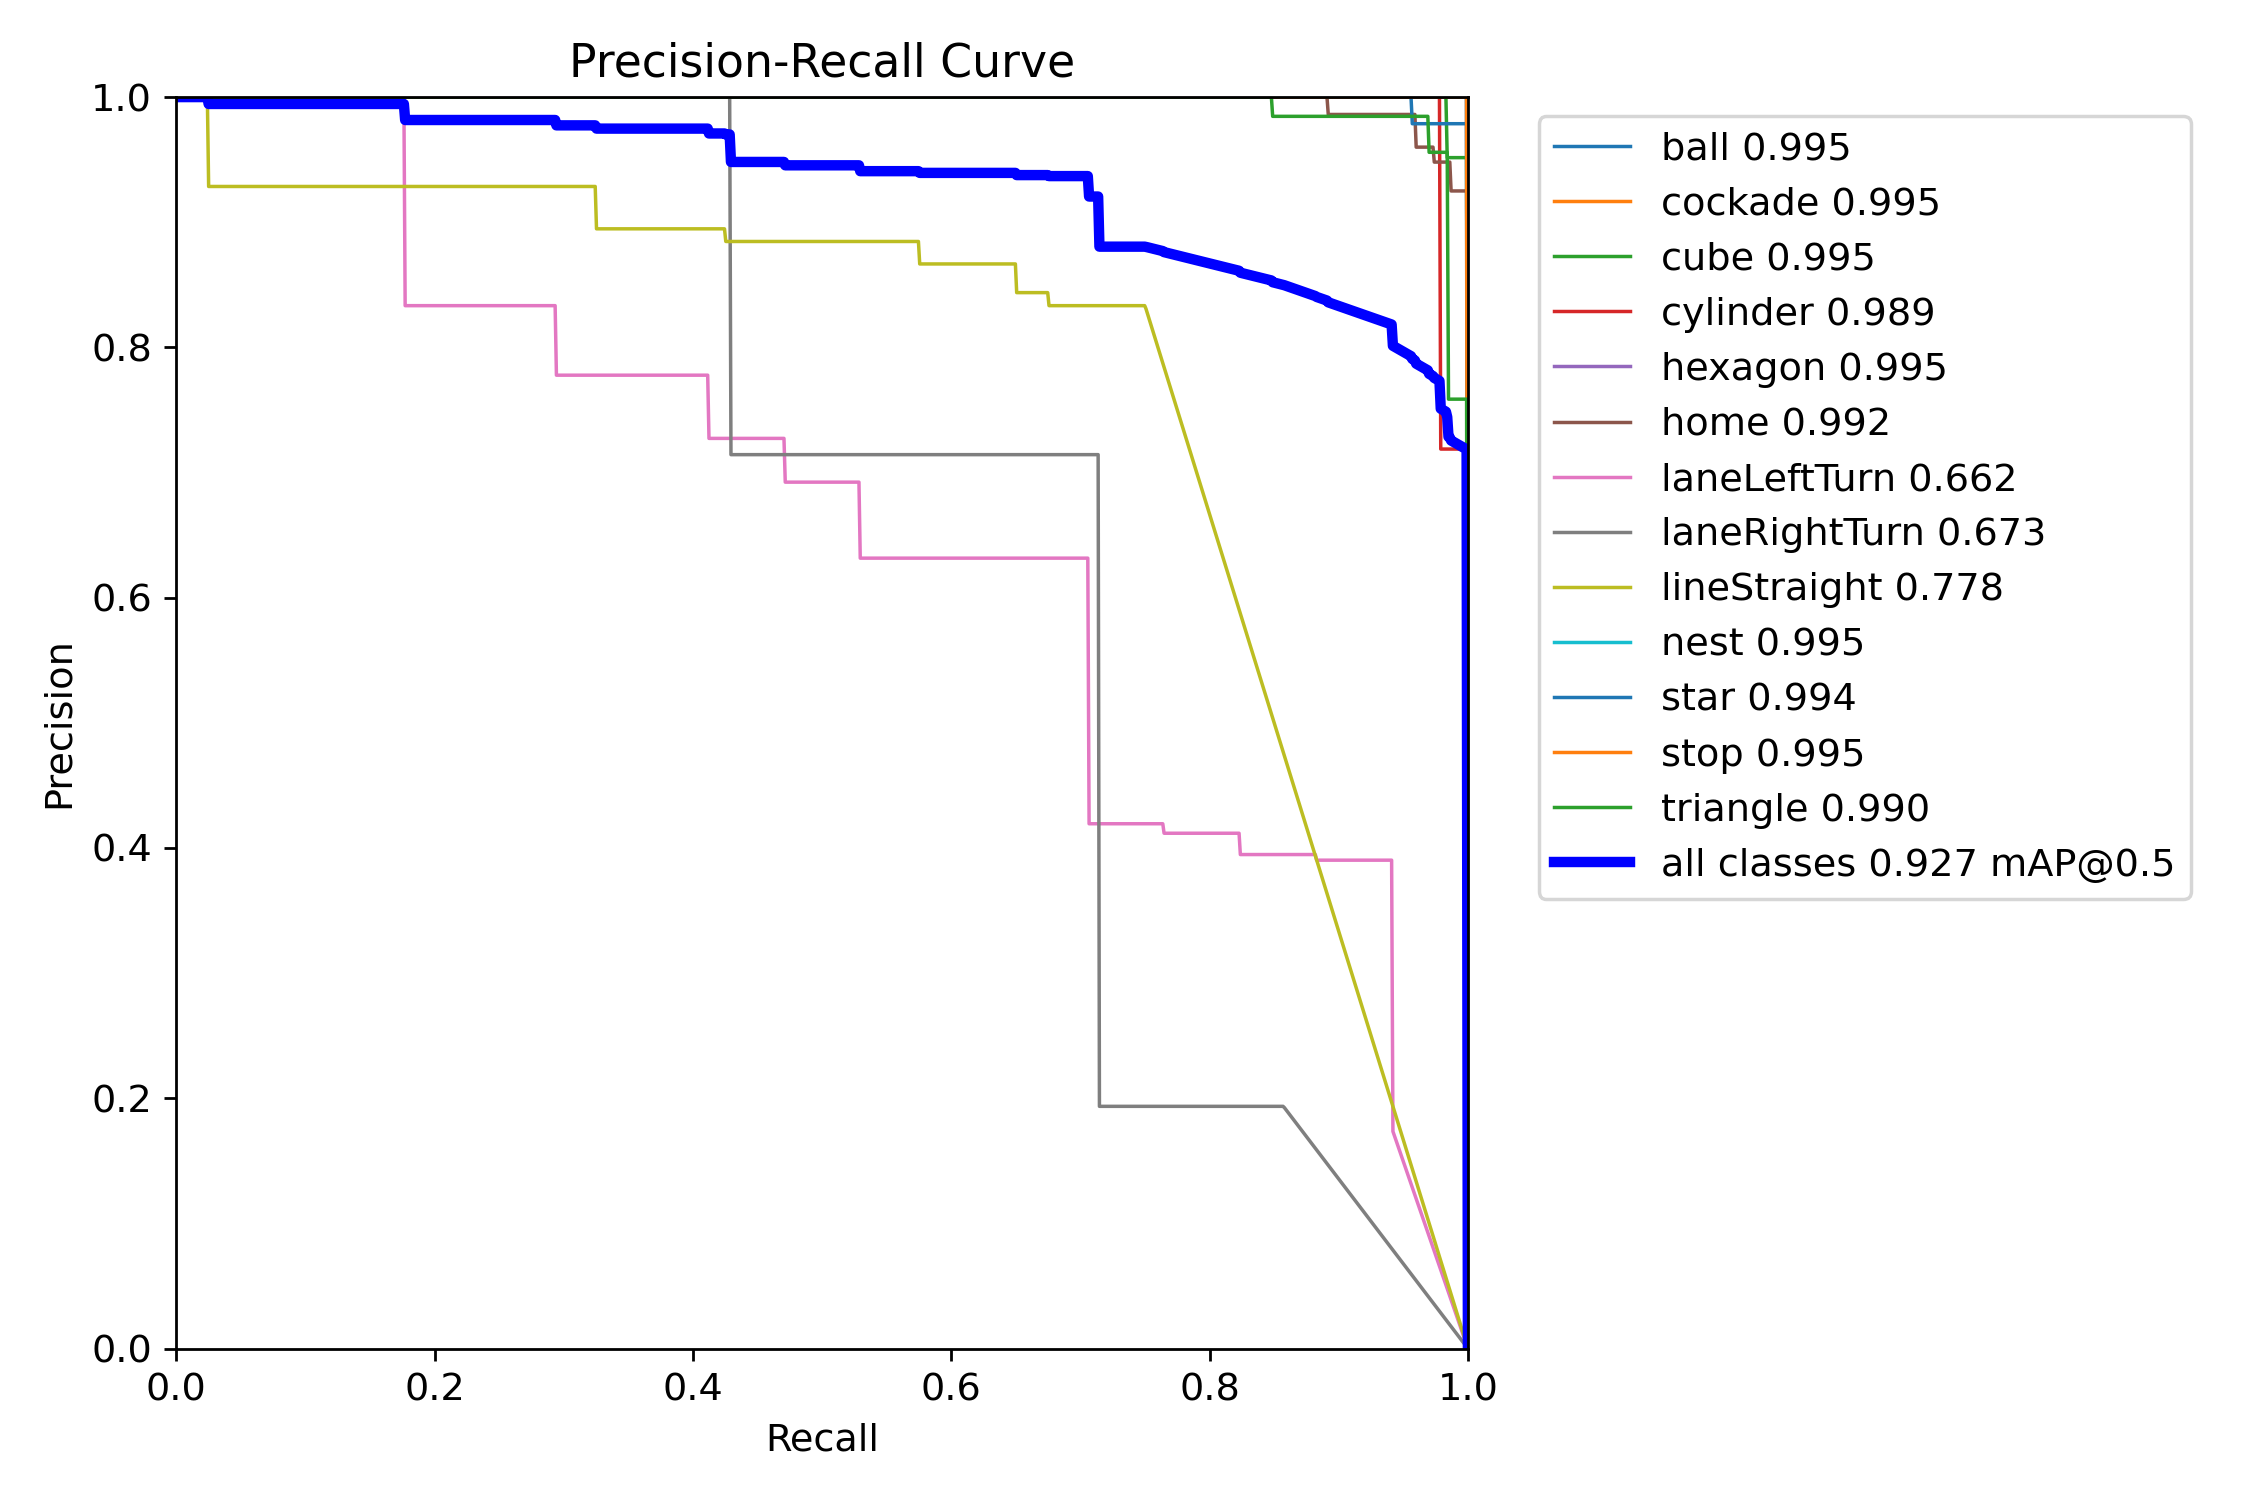 Precision-Recall Curve
1.0
0.8
0.6
0.4
0.2
0.0
Precision
0.0 0.2 0.4 0.6 0.8 1.0
Recall
ball 0.995
cockade 0.995
cube 0.995
cylinder 0.989
hexagon 0.995
home 0.992
laneLeftTurn 0.662
laneRightTurn 0.673
lineStraight 0.778
nest 0.995
star 0.994
stop 0.995
triangle 0.990
all classes 0.927 mAP@0.5